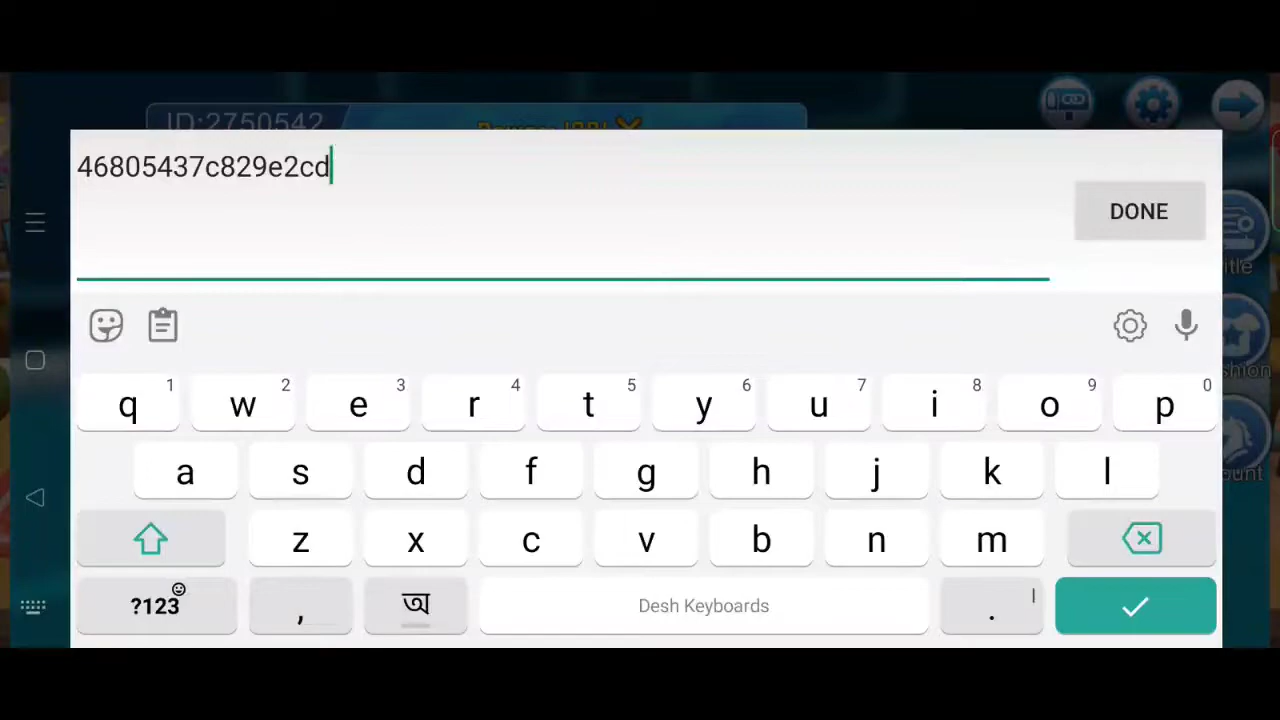 ID:2750542
46805437c829e2cd
DONE
q 1 w 2 e 3 r 4 t 5 y 6 u 7 i 8 o 9 p 0
a s d f g h j k l
z x c v b n m
?123 , অ Desh Keyboards .